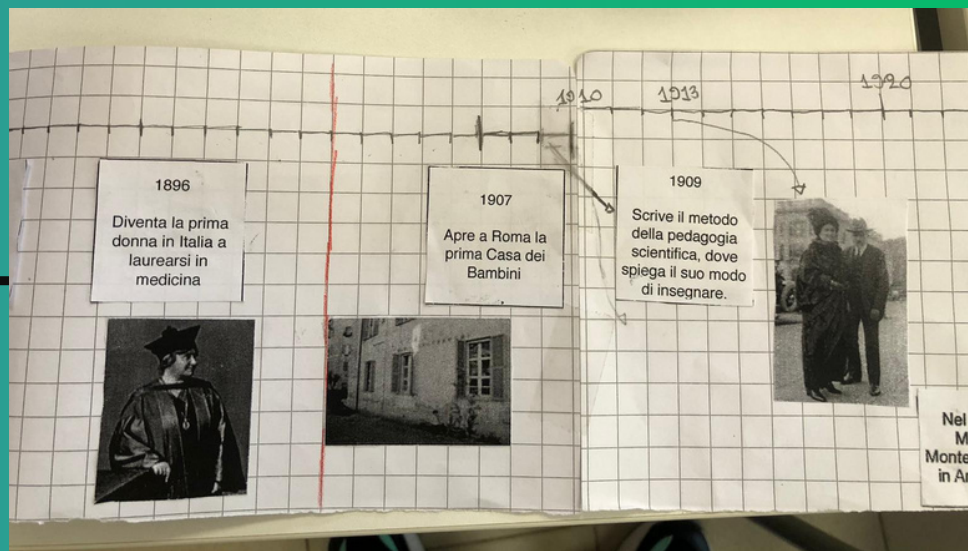 1910
1913
1920
1896
Diventa la prima
donna in Italia a
laurearsi in
medicina
1907
Apre a Roma la
prima Casa dei
Bambini
1909
Scrive il metodo
della pedagogia
scientifica, dove
spiega il suo modo
di insegnare.
Nel
M
Monte
in A